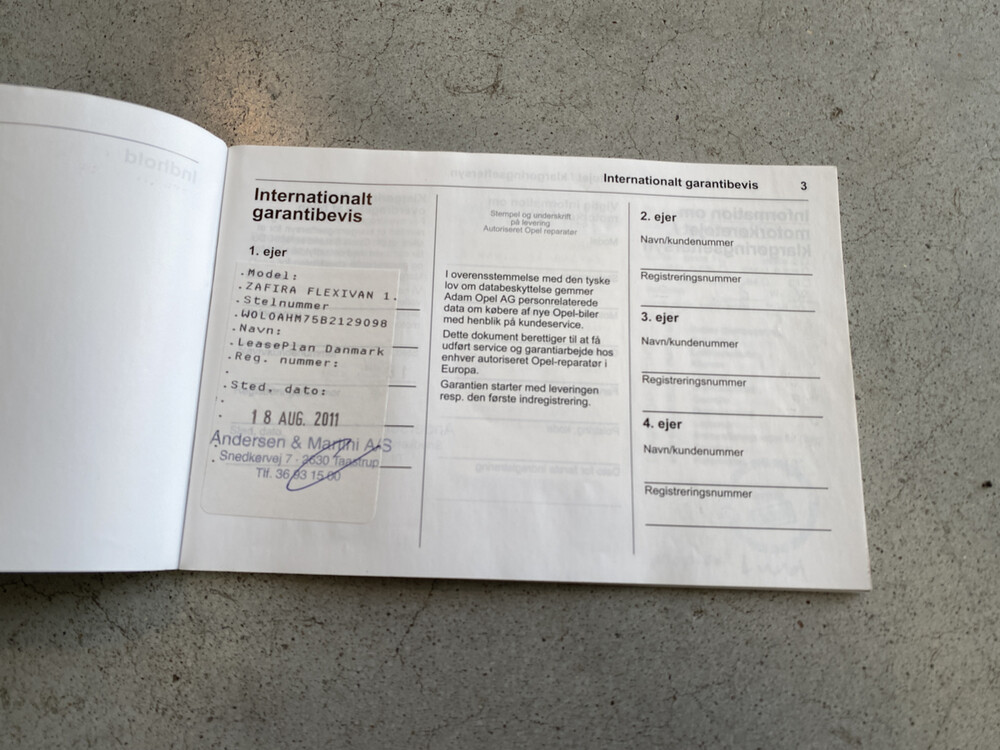 Indhold
Internationalt garantibevis 3
Internationalt
garantibevis
1. ejer
. Model:
. ZAFIRA FLEXIVAN 1.
. Stelnummer
. W0L0AHM75B2129098
. Navn:
. LeasePlan Danmark
. Reg. nummer:
.
. Sted, dato:
.
. 18 AUG. 2011
Andersen & Martini A/S
Snedkervej 7 - 2630 Taastrup
Tlf. 36 93 15 00
Stempel og underskrift
på levering
Autoriseret Opel reparatør
I overensstemmelse med den tyske
lov om databeskyttelse gemmer
Adam Opel AG personrelaterede
data om købere af nye Opel-biler
med henblik på kundeservice.
Dette dokument berettiger til at få
udført service og garantiarbejde hos
enhver autoriseret Opel-reparatør i
Europa.
Garantien starter med leveringen
resp. den første indregistrering.
2. ejer
Navn/kundenummer
Registreringsnummer
3. ejer
Navn/kundenummer
Registreringsnummer
4. ejer
Navn/kundenummer
Registreringsnummer